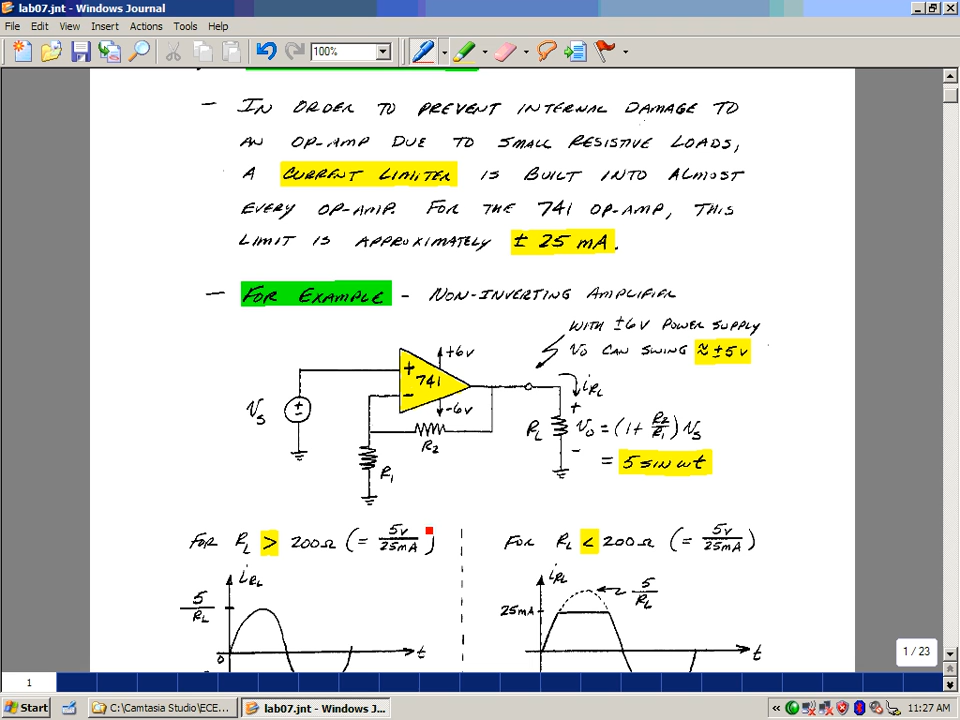 lab07.jnt - Windows Journal
File Edit View Insert Actions Tools Help
100%
— IN ORDER TO PREVENT INTERNAL DAMAGE TO
AN OP-AMP DUE TO SMALL RESISTIVE LOADS,
A CURRENT LIMITER IS BUILT INTO ALMOST
EVERY OP-AMP. FOR THE 741 OP-AMP, THIS
LIMIT IS APPROXIMATELY ± 25 mA.
— FOR EXAMPLE - NON-INVERTING AMPLIFIER
WITH ±6V POWER SUPPLY
VO CAN SWING ≈ ±5V
+6V
741
+
-
-6V
VS
+
-
R2
R1
iRL
+
RL VO = (1 + R2/R1) VS
-
= 5 SIN ωt
FOR RL > 200Ω (= 5V/25mA)
FOR RL < 200Ω (= 5V/25mA)
iRL
5/RL
0
t
iRL
5/RL
25mA
t
1 / 23
1
Start C:\Camtasia Studio\ECE... lab07.jnt - Windows J... 11:27 AM